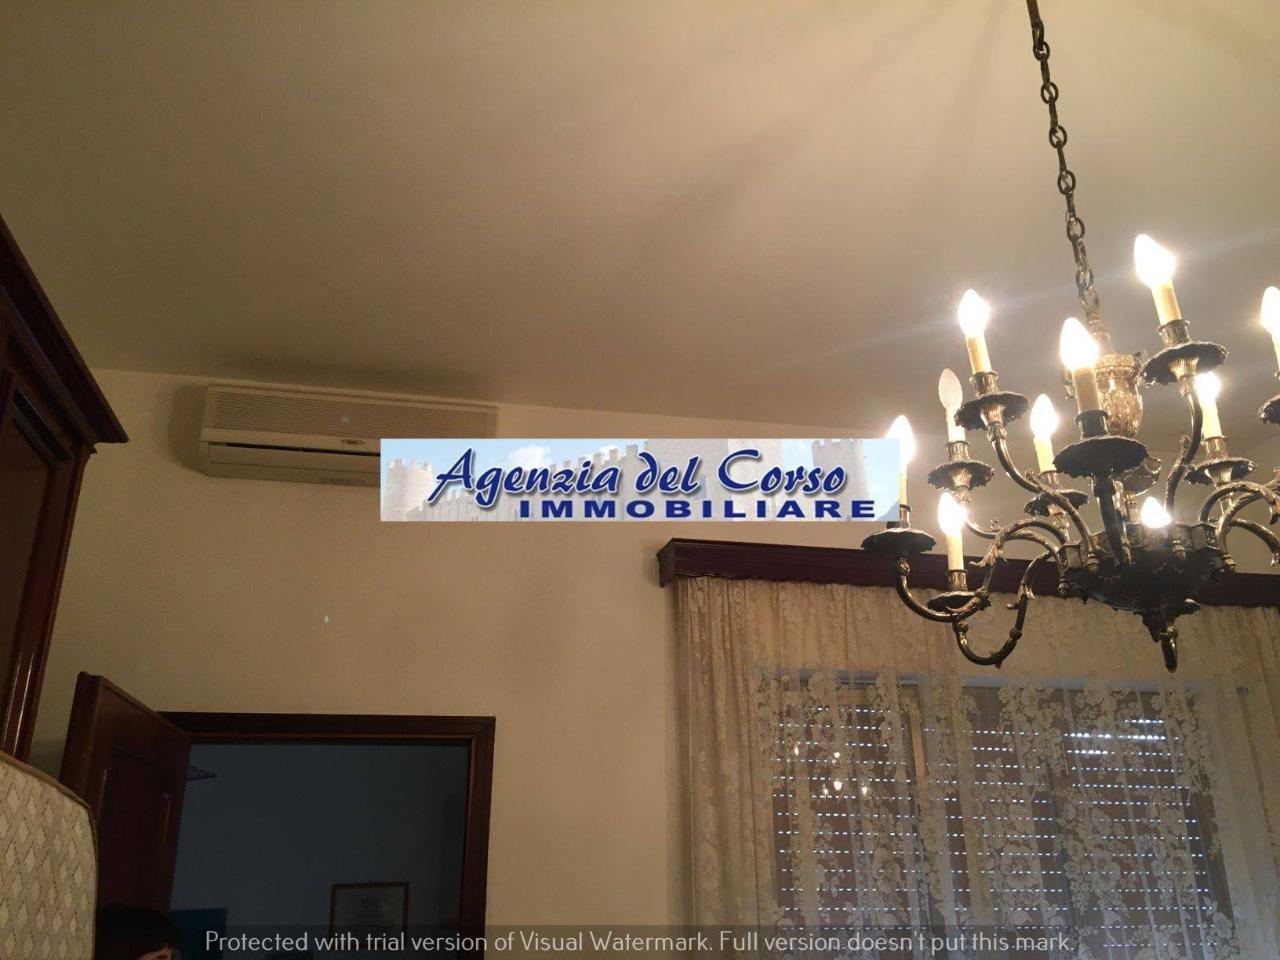 Agenzia del Corso
IMMOBILIARE
Protected with trial version of Visual Watermark. Full version doesn't put this mark.